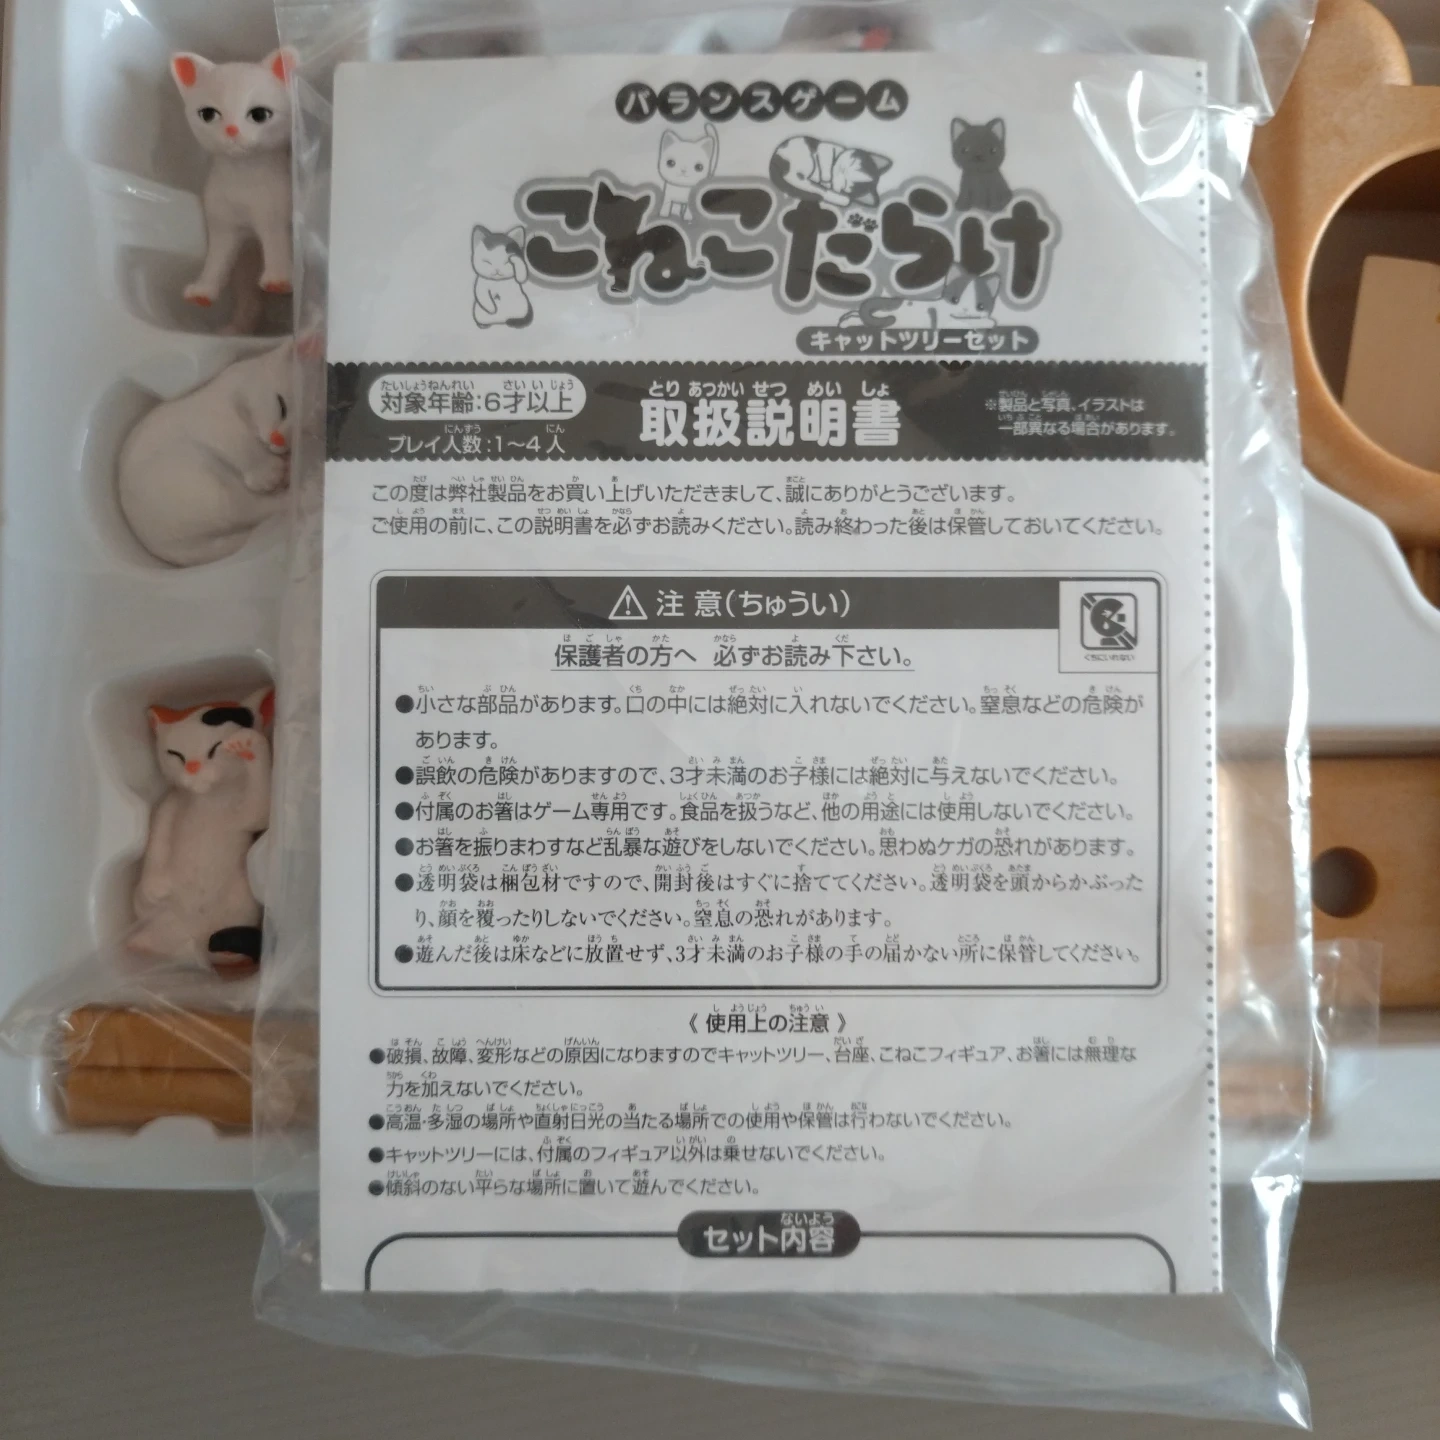 バランスゲーム
こねこだらけ
キャットツリーセット
対象年齢:6才以上
プレイ人数:1〜4人
取扱説明書
※製品と写真、イラストは
一部異なる場合があります。
この度は弊社製品をお買い上げいただきまして、誠にありがとうございます。
ご使用の前に、この説明書を必ずお読みください。読み終わった後は保管しておいてください。
注意(ちゅうい)
くちにいれない
保護者の方へ 必ずお読み下さい。
●小さな部品があります。口の中には絶対に入れないでください。窒息などの危険が
あります。
●誤飲の危険がありますので、3才未満のお子様には絶対に与えないでください。
●付属のお箸はゲーム専用です。食品を扱うなど、他の用途には使用しないでください。
●お箸を振りまわすなど乱暴な遊びをしないでください。思わぬケガの恐れがあります。
●透明袋は梱包材ですので、開封後はすぐに捨ててください。透明袋を頭からかぶった
り、顔を覆ったりしないでください。窒息の恐れがあります。
●遊んだ後は床などに放置せず、3才未満のお子様の手の届かない所に保管してください。
《 使用上の注意 》
●破損、故障、変形などの原因になりますのでキャットツリー、台座、こねこフィギュア、お箸には無理な
力を加えないでください。
●高温・多湿の場所や直射日光の当たる場所での使用や保管は行わないでください。
●キャットツリーには、付属のフィギュア以外は乗せないでください。
●傾斜のない平らな場所に置いて遊んでください。
セット内容